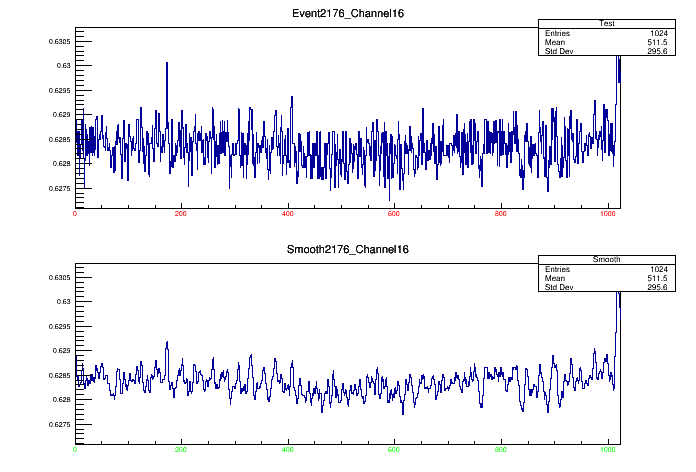 Event2176_Channel16
Test
Entries 1024
Mean 511.5
Std Dev 295.6
0.6305
0.63
0.6295
0.629
0.6285
0.628
0.6275
0 200 400 600 800 1000
Smooth2176_Channel16
Smooth
Entries 1024
Mean 511.5
Std Dev 295.6
0.6305
0.63
0.6295
0.629
0.6285
0.628
0.6275
0 200 400 600 800 1000